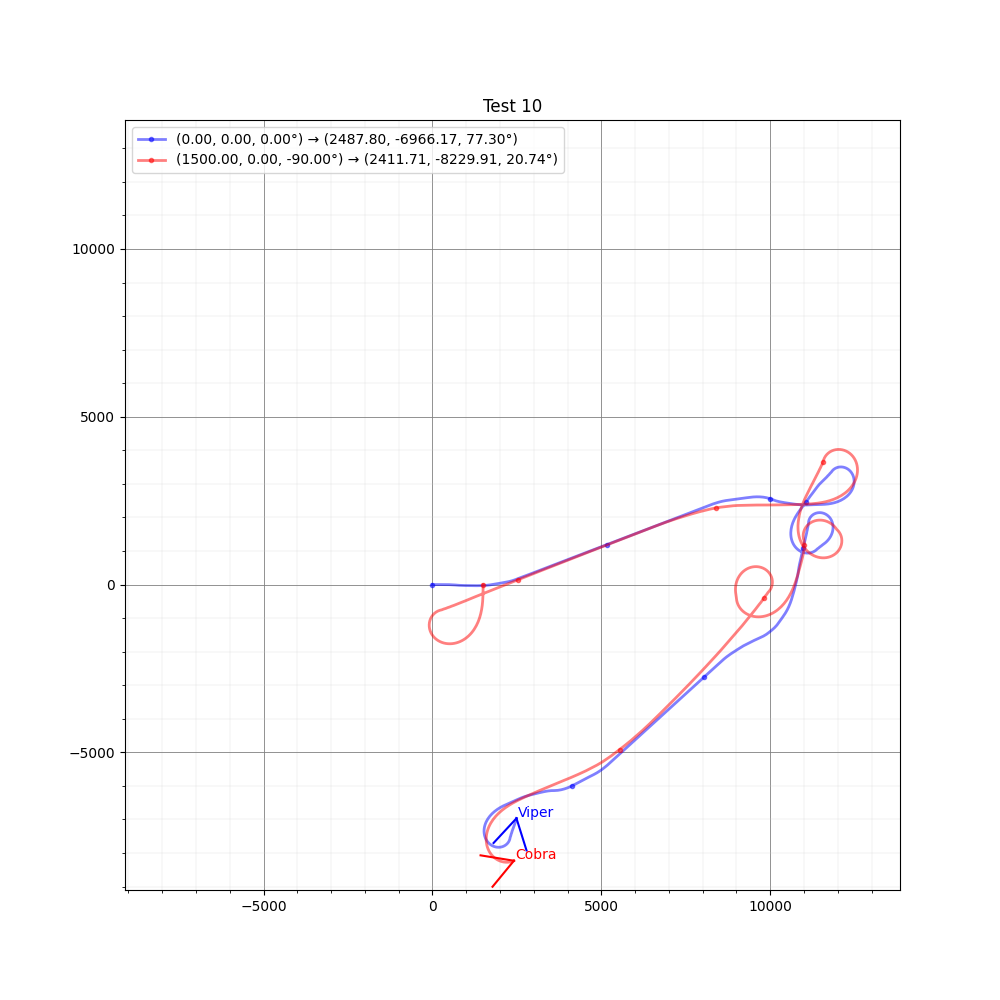 Test 10
(0.00, 0.00, 0.00°) → (2487.80, -6966.17, 77.30°)
(1500.00, 0.00, -90.00°) → (2411.71, -8229.91, 20.74°)
10000
5000
0
−5000
Viper
Cobra
−5000
0
5000
10000